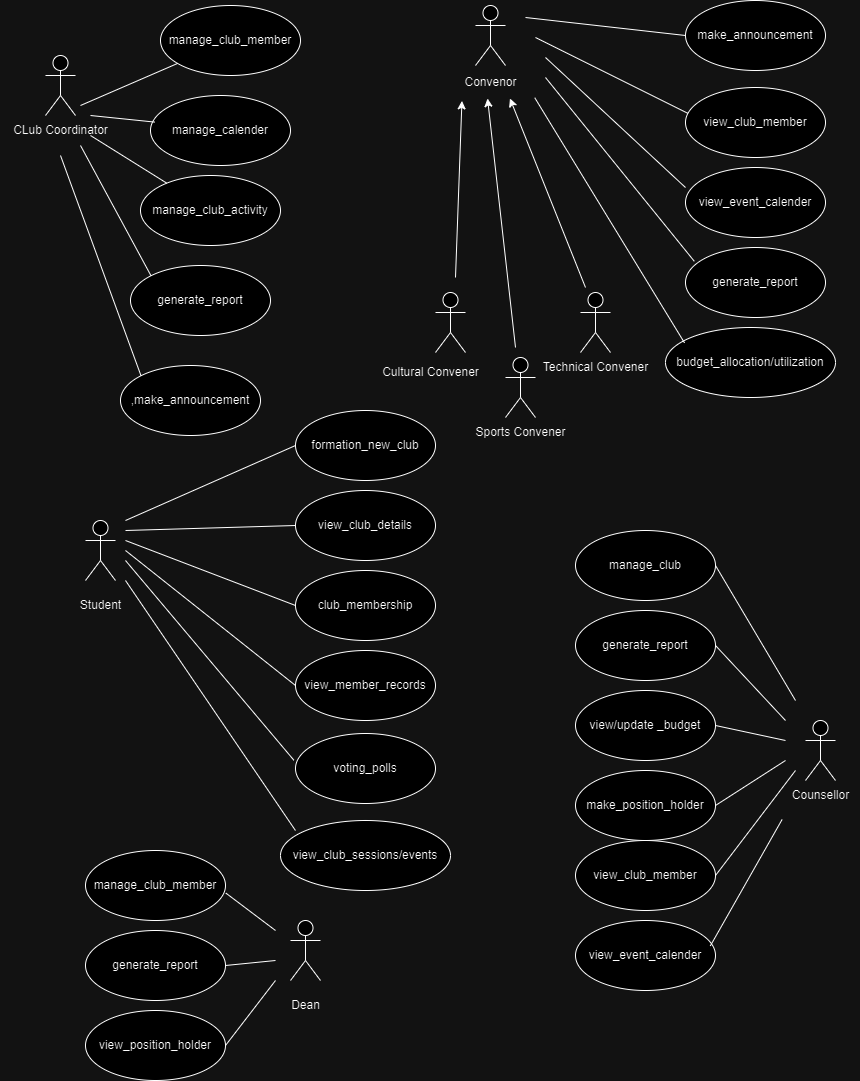 manage_club_member
CLub Coordinator
manage_calender
manage_club_activity
generate_report
,make_announcement
Convenor
make_announcement
view_club_member
view_event_calender
generate_report
budget_allocation/utilization
Cultural Convener
Technical Convener
Sports Convener
formation_new_club
view_club_details
Student
club_membership
view_member_records
voting_polls
view_club_sessions/events
manage_club
generate_report
view/update _budget
make_position_holder
Counsellor
view_club_member
view_event_calender
manage_club_member
generate_report
Dean
view_position_holder